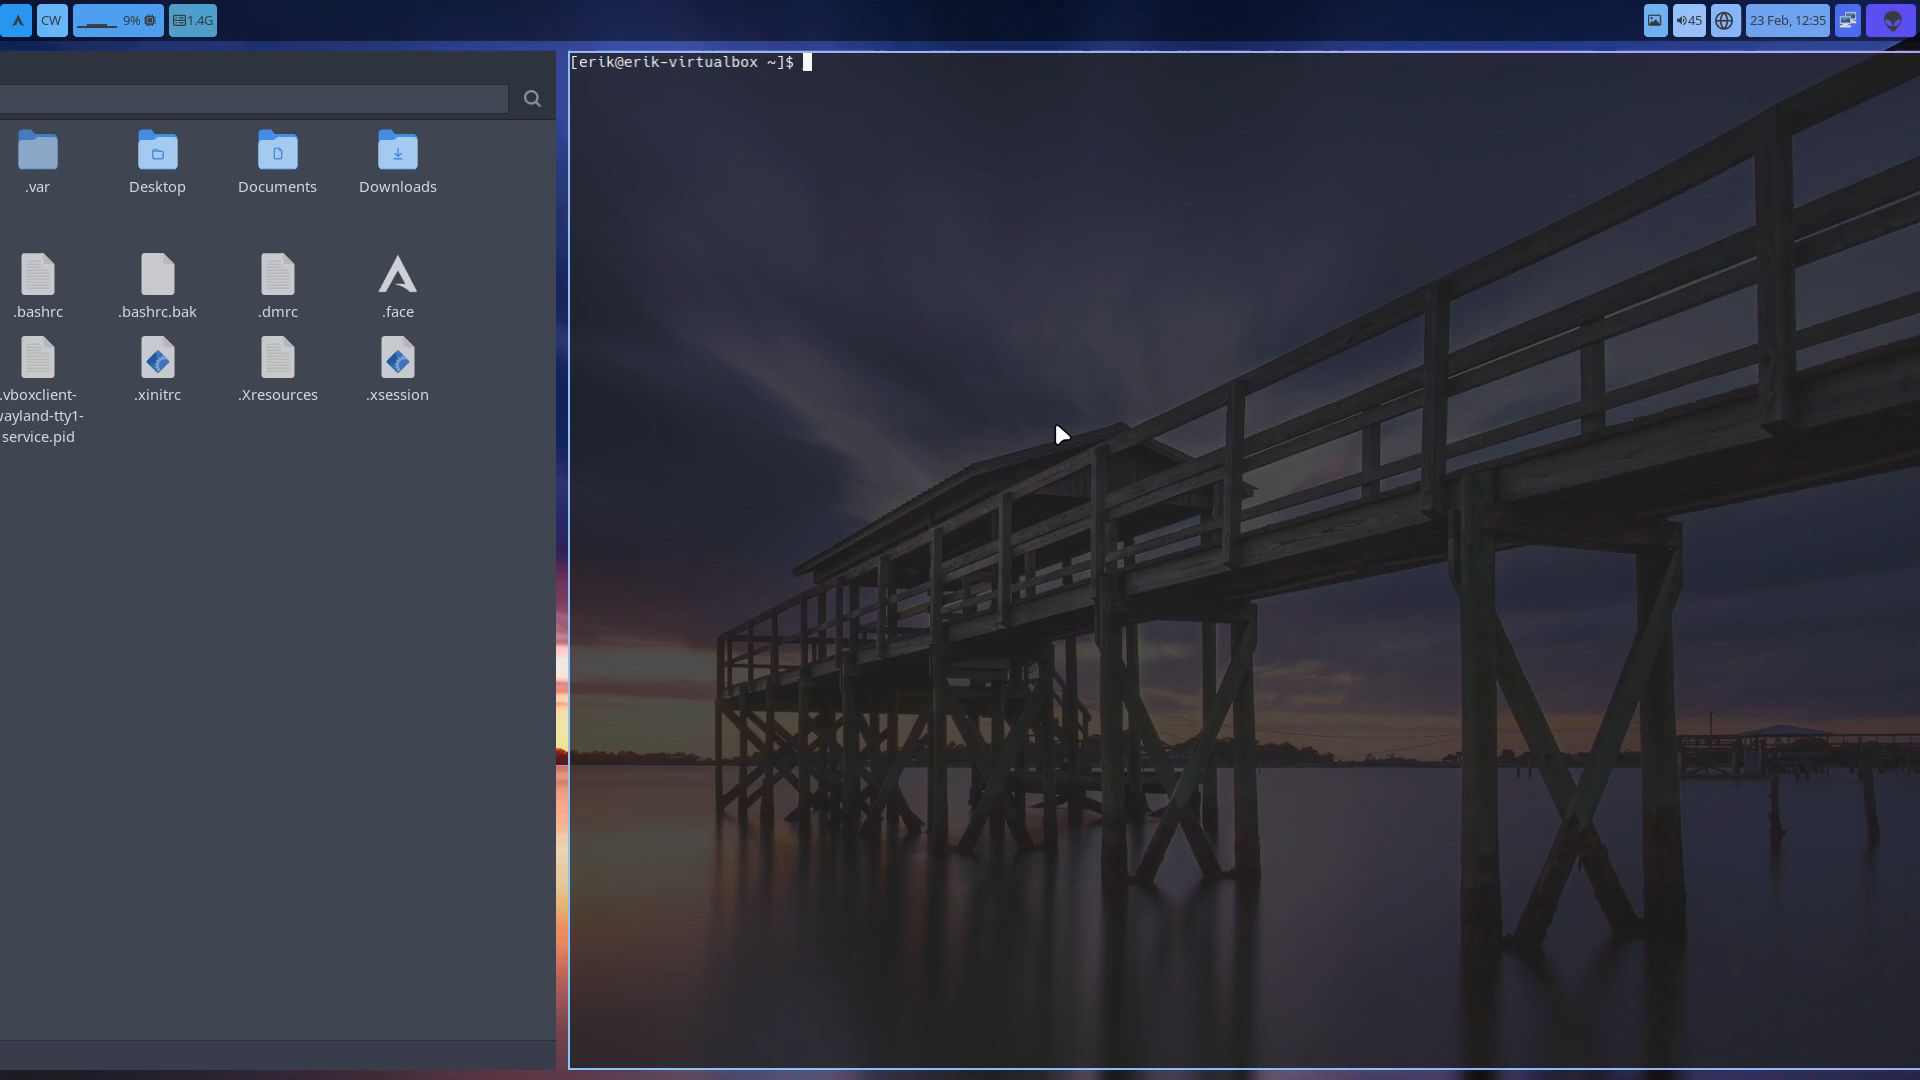 CW
9%
1.4G
45
23 Feb, 12:35
[erik@erik-virtualbox ~]$
.var
Desktop
Documents
Downloads
.bashrc
.bashrc.bak
.dmrc
.face
.vboxclient-
wayland-tty1-
service.pid
.xinitrc
.Xresources
.xsession